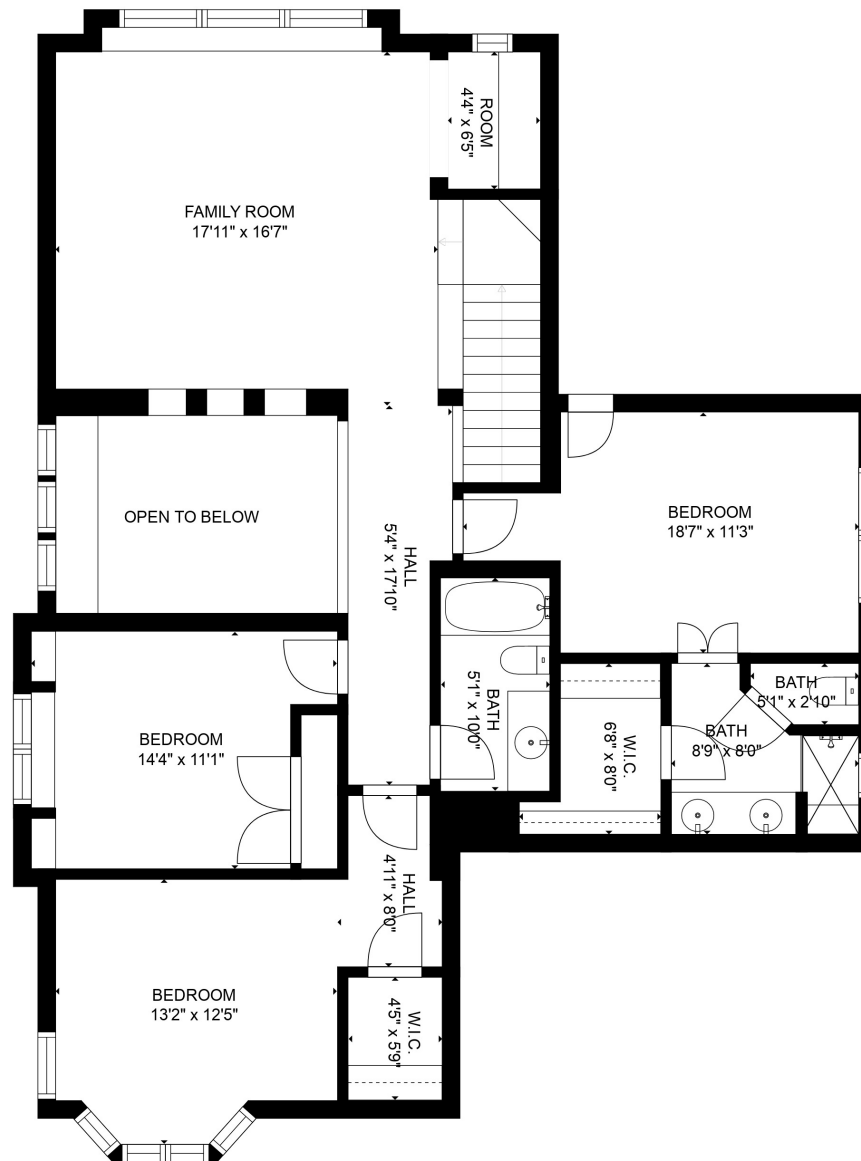 ROOM
4'4" x 6'5"
FAMILY ROOM
17'11" x 16'7"
OPEN TO BELOW
HALL
5'4" x 17'10"
BEDROOM
18'7" x 11'3"
BATH
5'1" x 10'0"
BATH
5'1" x 2'10"
BATH
8'9" x 8'0"
W.I.C.
6'8" x 8'0"
BEDROOM
14'4" x 11'1"
HALL
4'11" x 8'0"
BEDROOM
13'2" x 12'5"
W.I.C.
4'5" x 5'9"